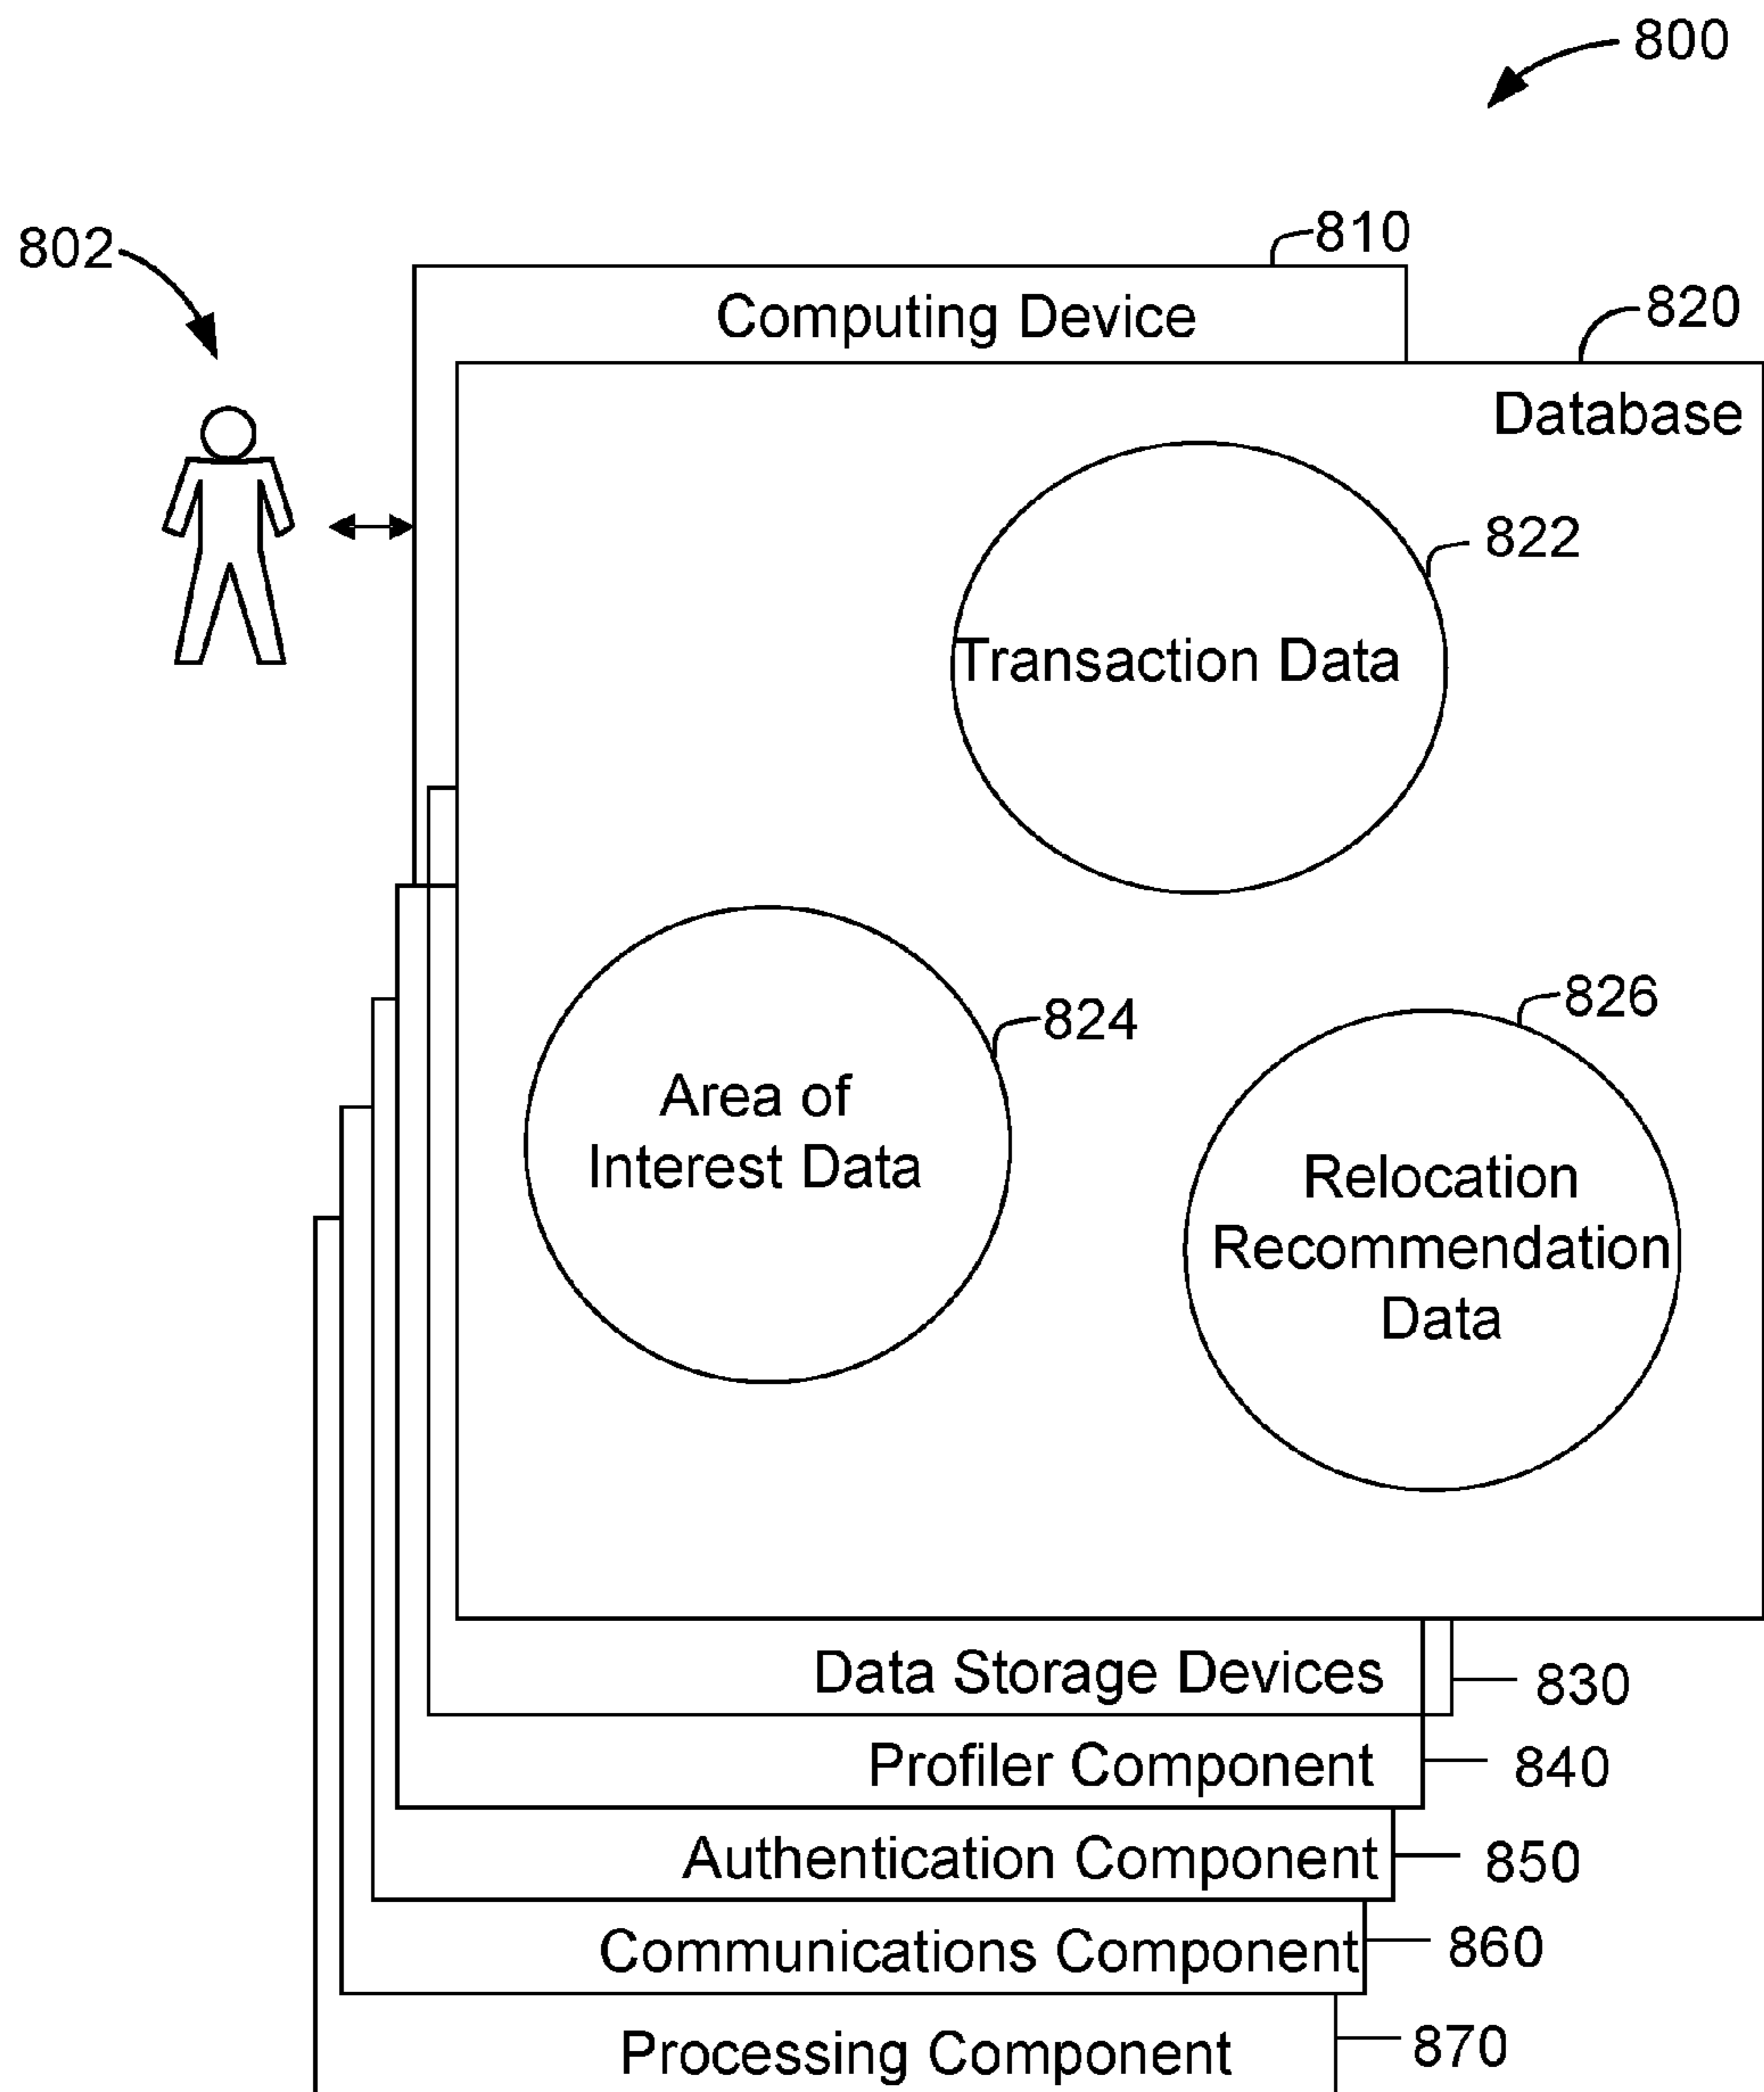 800
802
810
Computing Device
820
Database
822
Transaction Data
824
826
Area of
Interest Data
Relocation
Recommendation
Data
Data Storage Devices
830
Profiler Component
840
Authentication Component
850
Communications Component
860
Processing Component
870